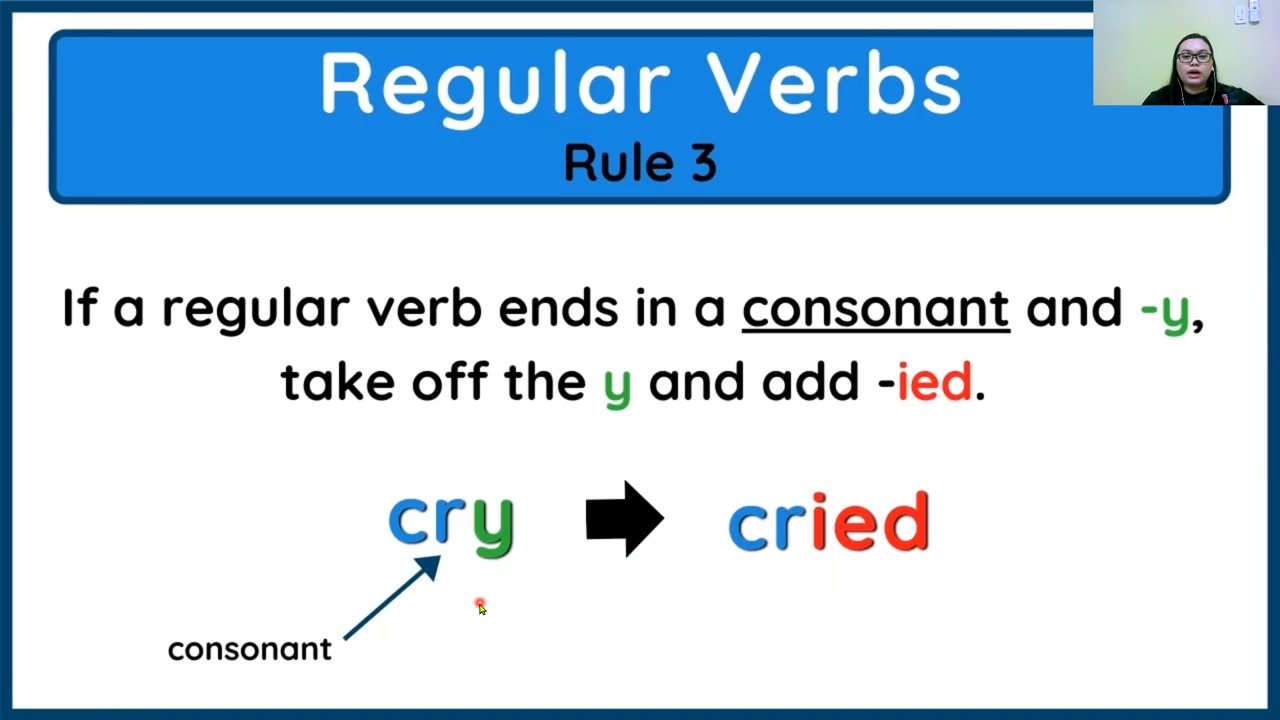 Regular Verbs
Rule 3
If a regular verb ends in a consonant and -y,
take off the y and add -ied.
cry cried
consonant